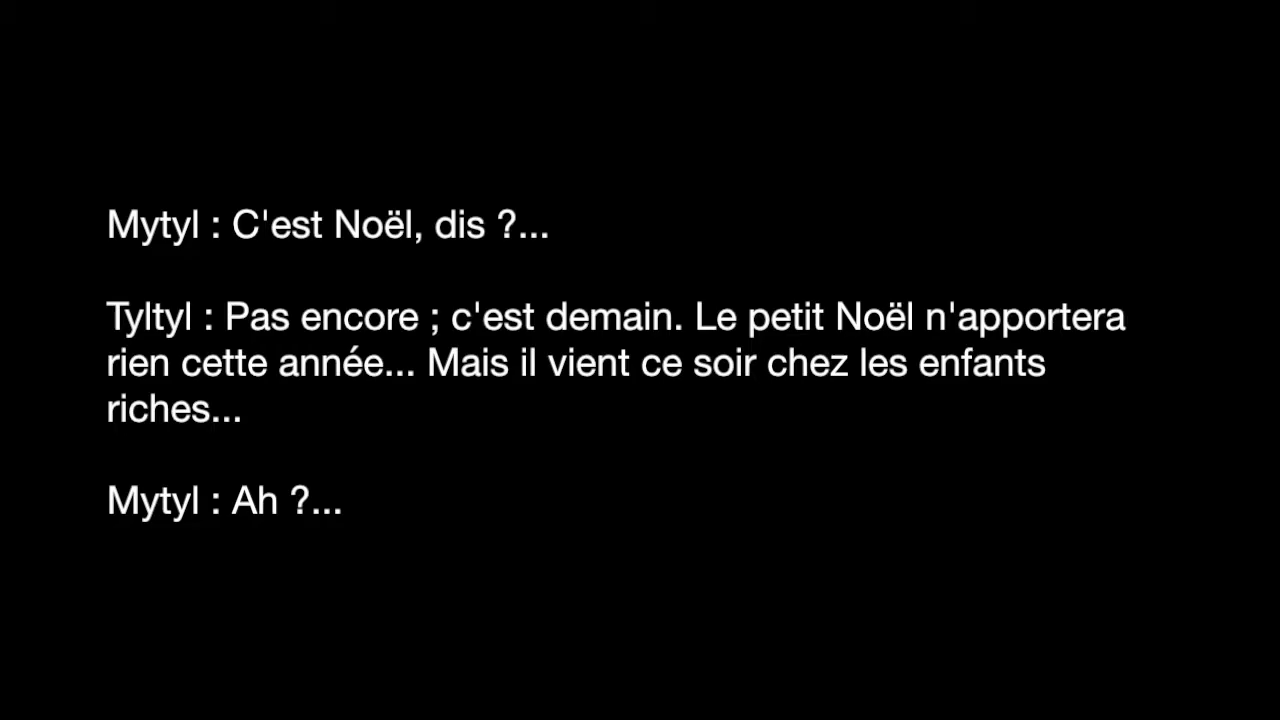 Mytyl : C'est Noël, dis ?...
Tyltyl : Pas encore ; c'est demain. Le petit Noël n'apportera
rien cette année... Mais il vient ce soir chez les enfants
riches...
Mytyl : Ah ?...